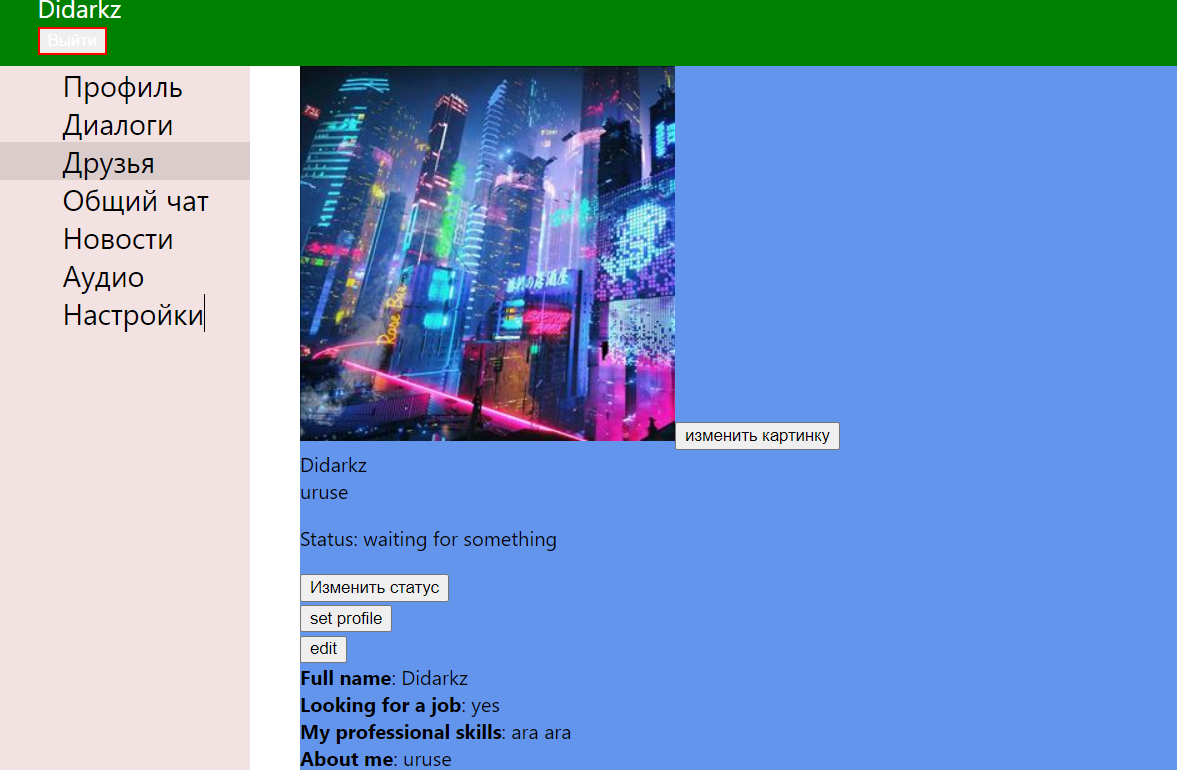 Didarkz
Выйти
Профиль
Диалоги
Друзья
Общий чат
Новости
Аудио
Настройки
Rose Bar
изменить картинку
Didarkz
uruse
Status: waiting for something
Изменить статус
set profile
edit
Full name: Didarkz
Looking for a job: yes
My professional skills: ara ara
About me: uruse